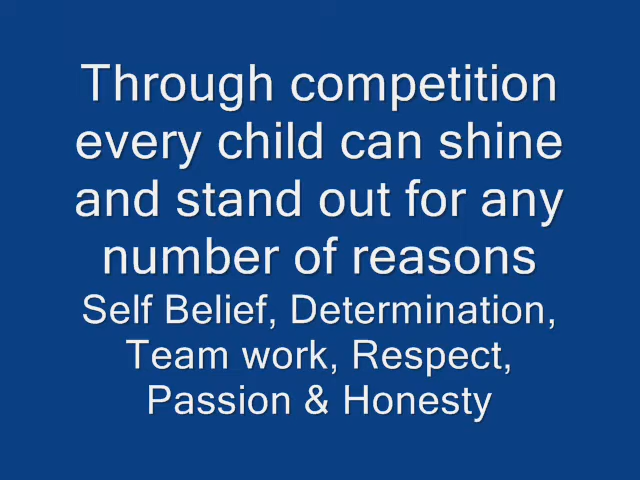 Through competition
every child can shine
and stand out for any
number of reasons
Self Belief, Determination,
Team work, Respect,
Passion & Honesty